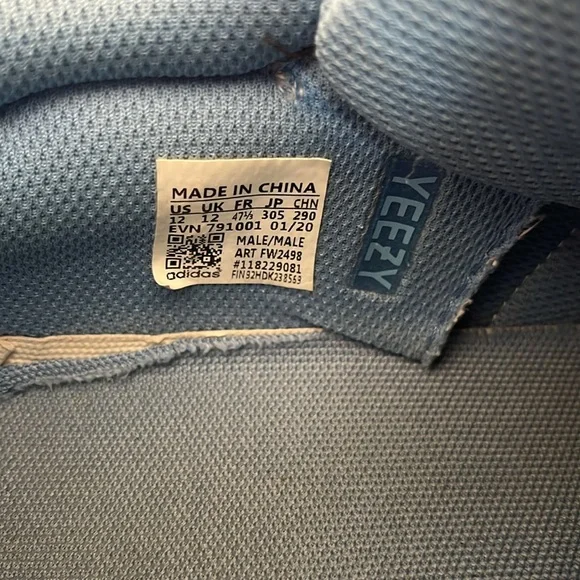 MADE IN CHINA
US UK FR JP CHN
12 12 47⅓ 305 290
EVN 791001 01/20
MALE/MALE
ART FW2498
#118229081
adidas
FIN32HDK238563
YEEZY